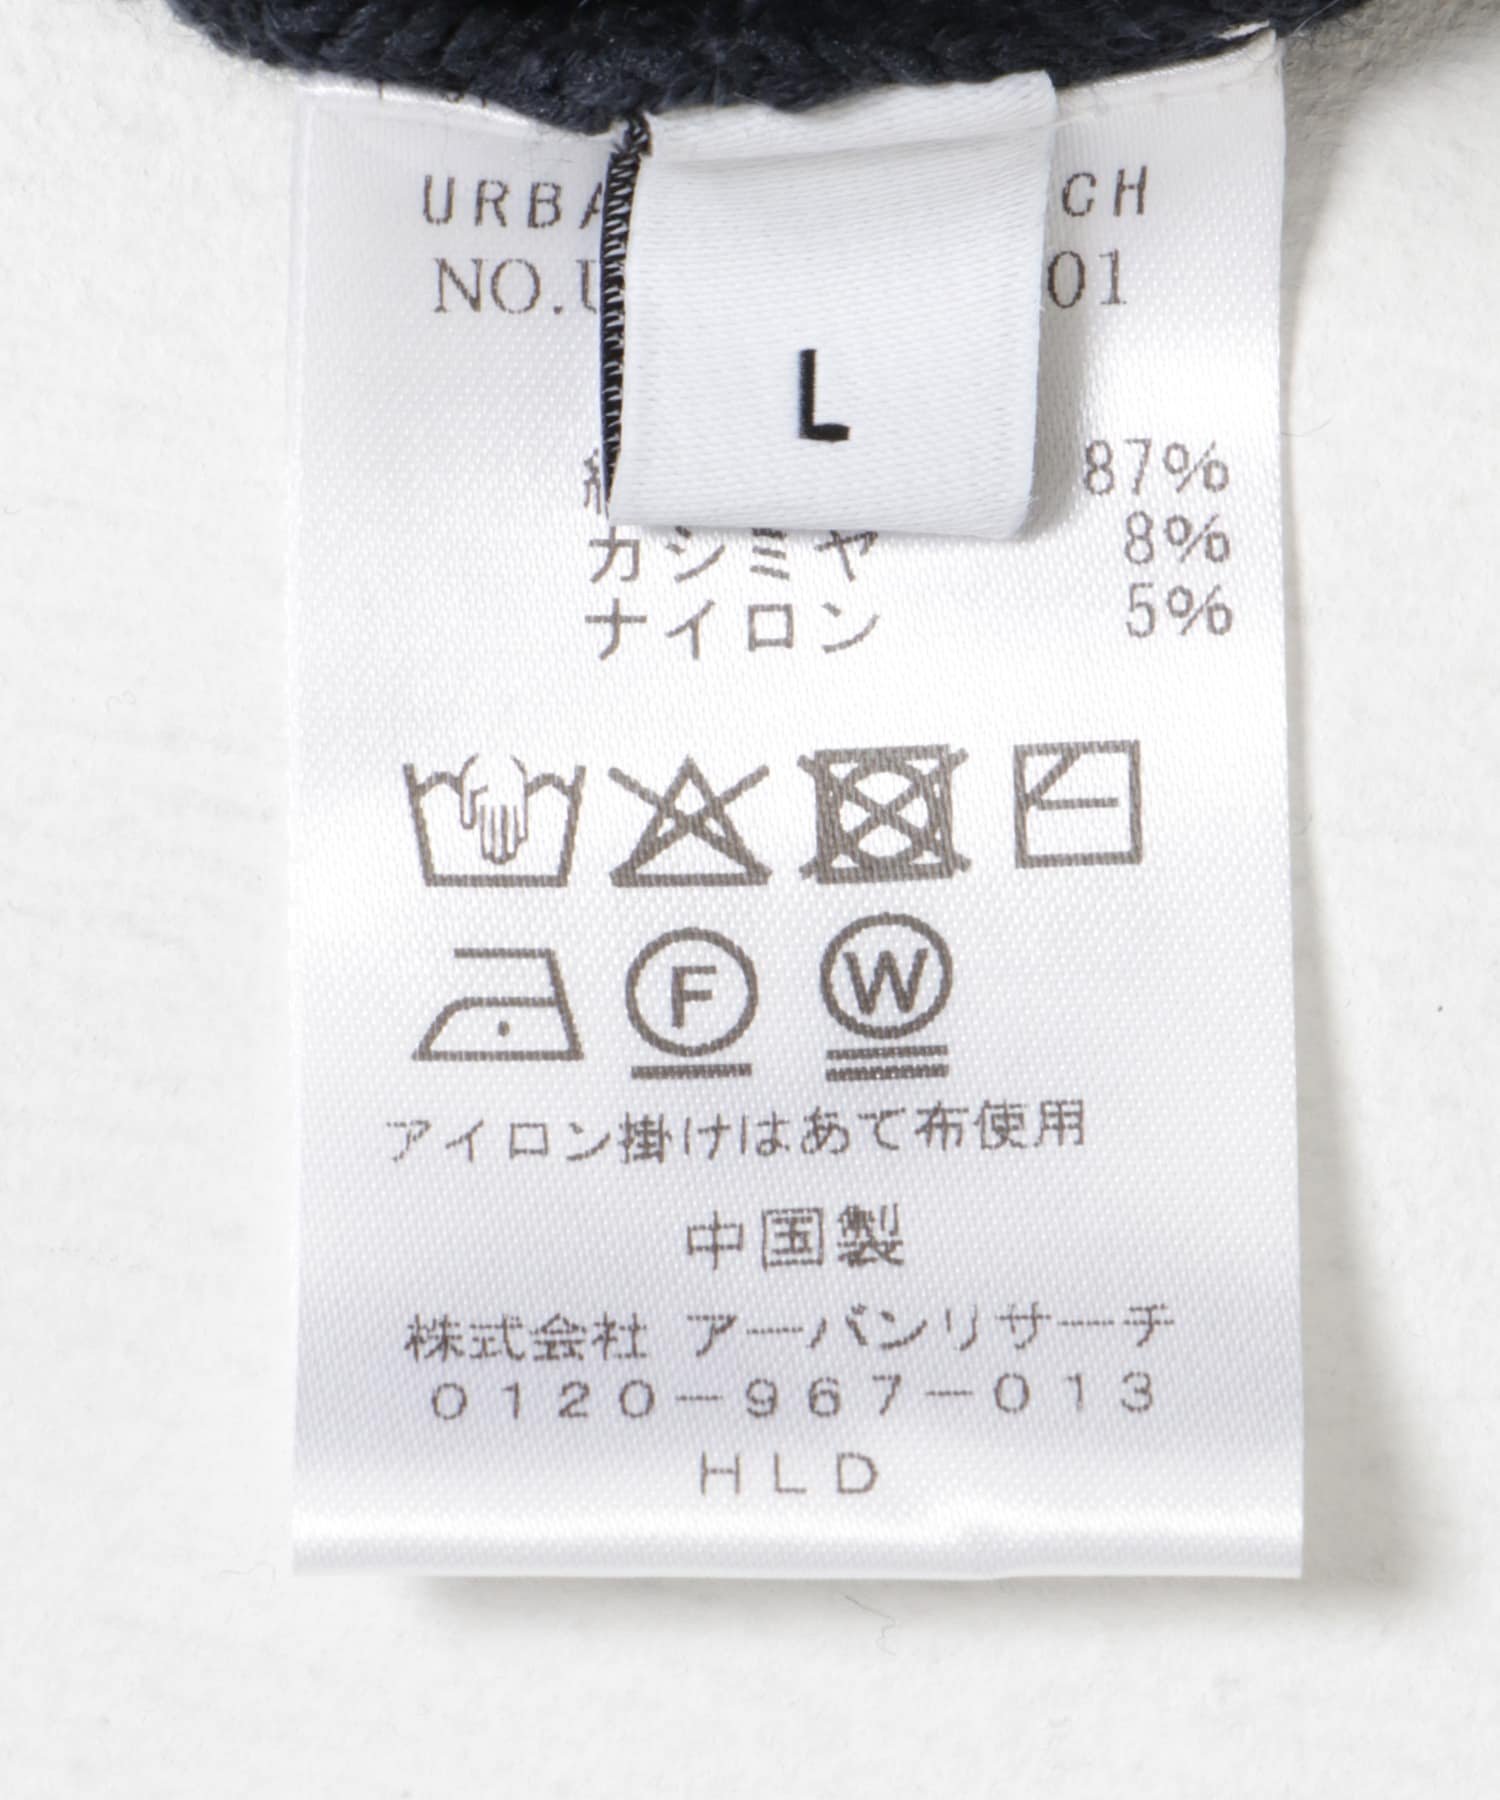 CH
NO.
01
L
87%
カシミヤ 8%
ナイロン 5%
F
W
アイロン掛けはあて布使用
中国製
株式会社 アーバンリサーチ
0120-967-013
HLD